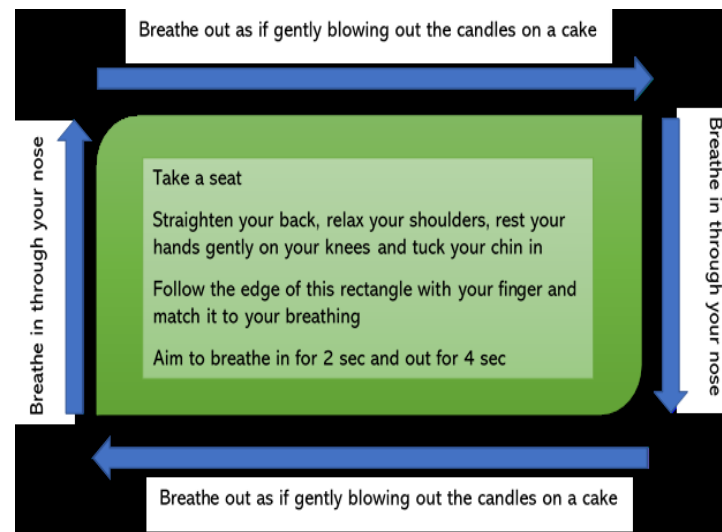 Breathe out as if gently blowing out the candles on a cake
Breathe in through your nose
Take a seat
Straighten your back, relax your shoulders, rest your
hands gently on your knees and tuck your chin in
Follow the edge of this rectangle with your finger and
match it to your breathing
Aim to breathe in for 2 sec and out for 4 sec
Breathe in through your nose
Breathe out as if gently blowing out the candles on a cake